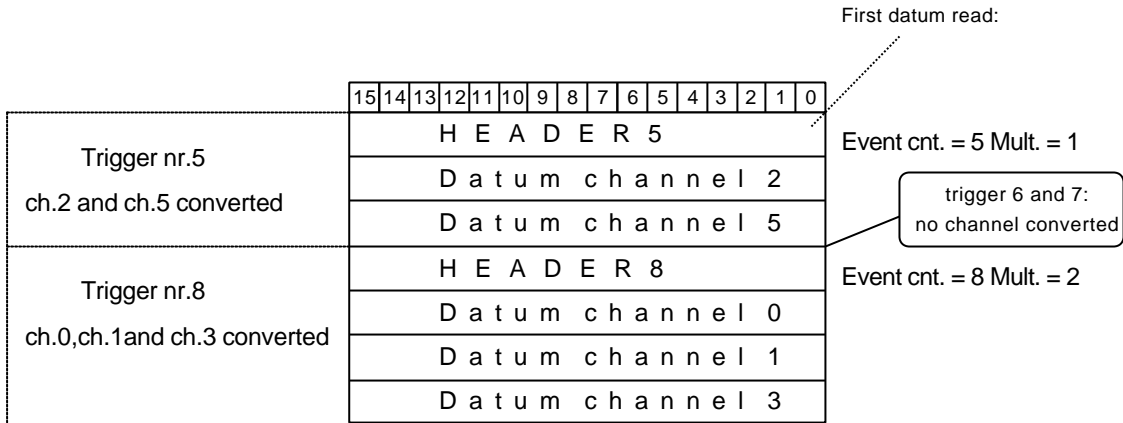 First datum read:
15 14 13 12 11 10 9 8 7 6 5 4 3 2 1 0
HEADER5
Event cnt. = 5 Mult. = 1
Trigger nr.5
ch.2 and ch.5 converted
Datum channel 2
Datum channel 5
trigger 6 and 7:
no channel converted
HEADER8
Event cnt. = 8 Mult. = 2
Trigger nr.8
ch.0,ch.1and ch.3 converted
Datum channel 0
Datum channel 1
Datum channel 3